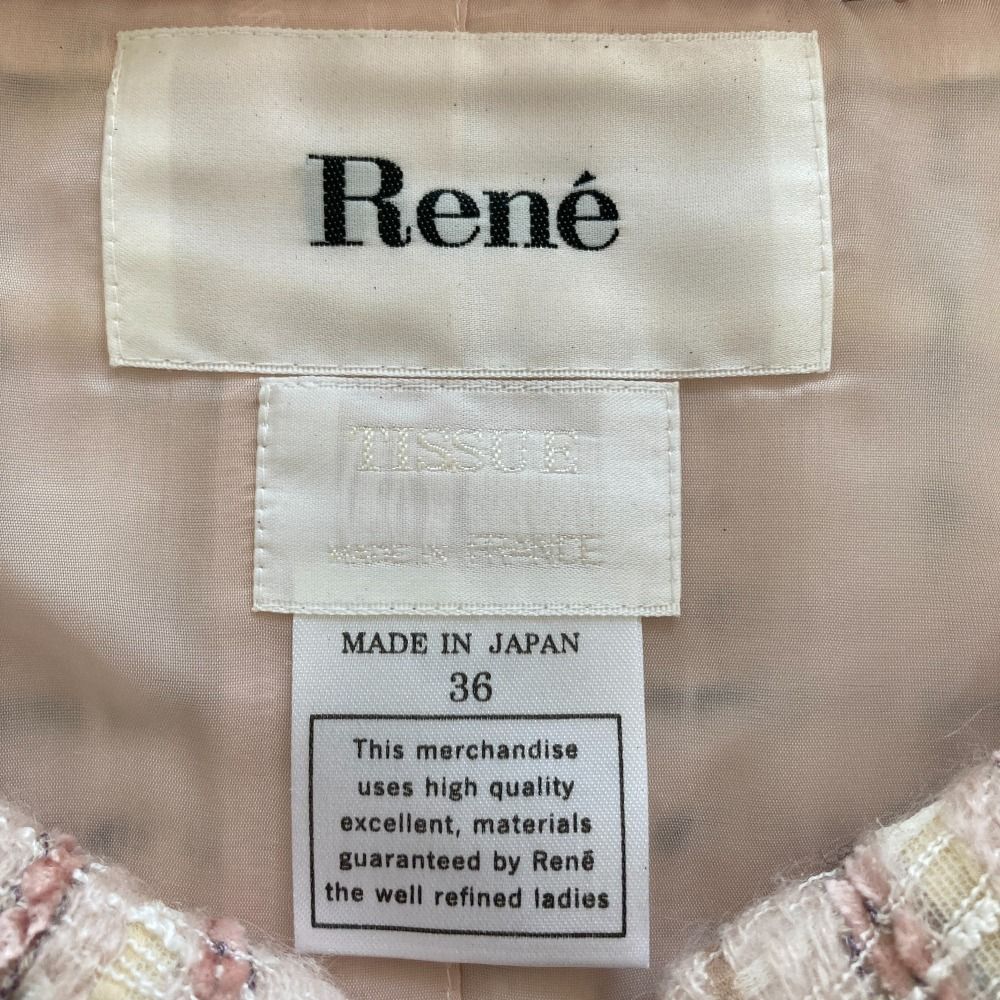 René
TISSUE
MADE IN FRANCE
MADE IN JAPAN
36
This merchandise
uses high quality
excellent, materials
guaranteed by René
the well refined ladies